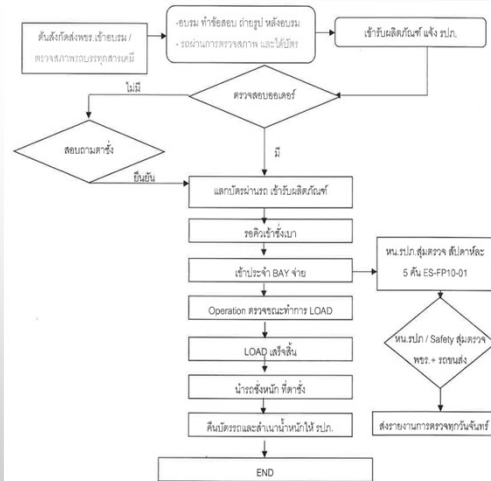 ต้นสังกัดส่งพขร.เข้าอบรม /
ตรวจสภาพรถบรรทุกสารเคมี
-อบรม ทำข้อสอบ ถ่ายรูป หลังอบรม
- รถผ่านการตรวจสภาพ และได้บัตร
เข้ารับผลิตภัณฑ์ แจ้ง รปภ.
ไม่มี
ตรวจสอบออเดอร์
สอบถามตาชั่ง
มี
ยืนยัน
แลกบัตรผ่านรถ เข้ารับผลิตภัณฑ์
รอคิวเข้าชั่งเบา
เข้าประจำ BAY จ่าย
หน.รปภ.สุ่มตรวจ สัปดาห์ละ
5 คัน ES-FP10-01
Operation ตรวจขณะทำการ LOAD
หน.รปภ / Safety สุ่มตรวจ
พขร.+ รถขนส่ง
LOAD เสร็จสิ้น
นำรถชั่งหนัก ที่ตาชั่ง
คืนบัตรรถและสำเนาน้ำหนักให้ รปภ.
ส่งรายงานการตรวจทุกวันจันทร์
END